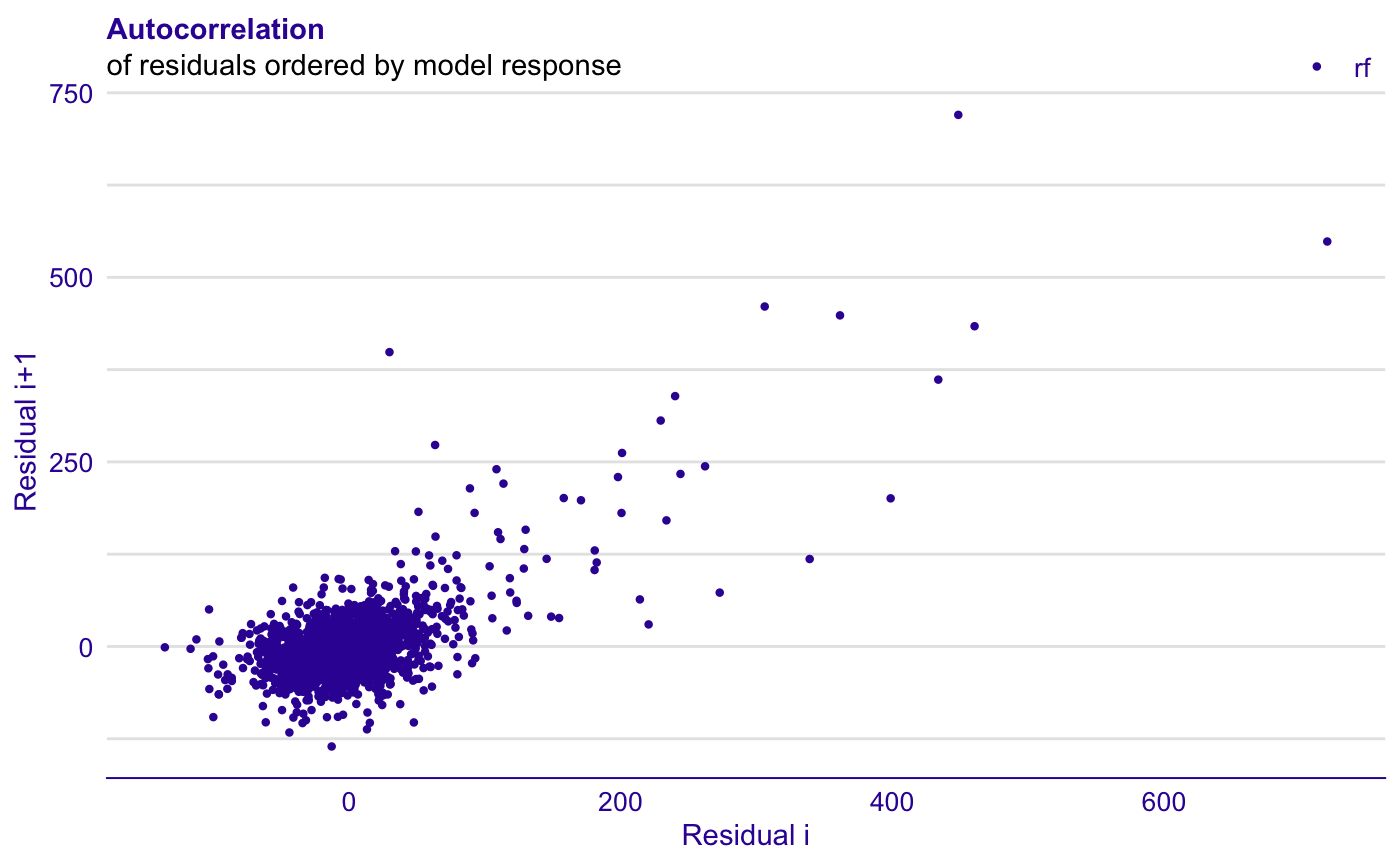 Autocorrelation
of residuals ordered by model response
rf
750
500
250
0
Residual i+1
0 200 400 600
Residual i